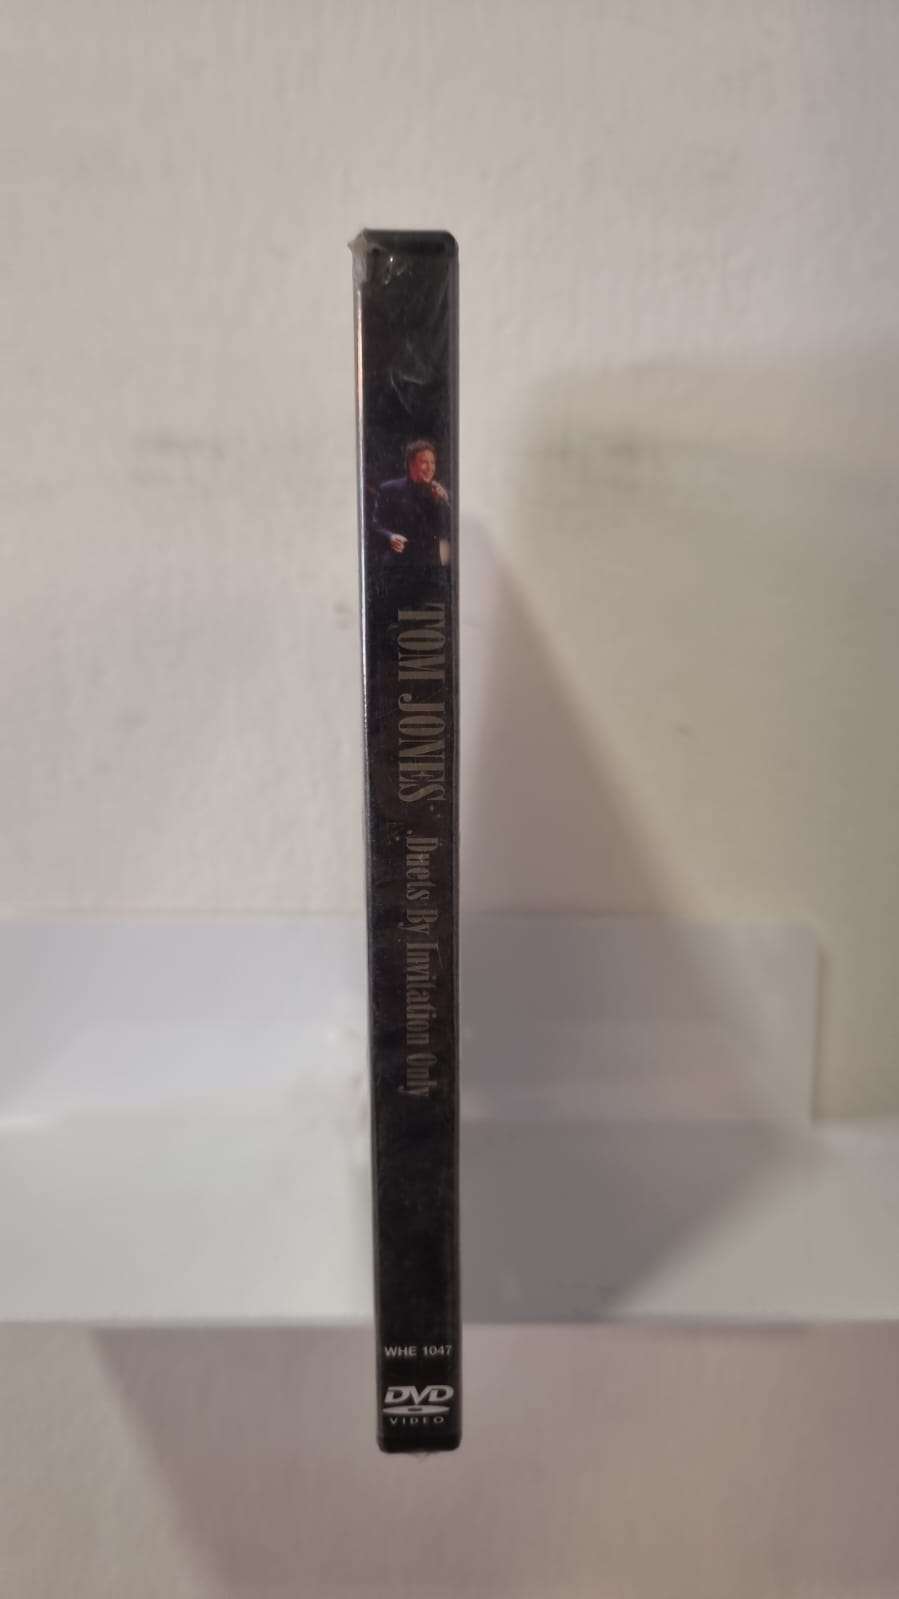 TOM JONES
Duets By Invitation Only
WHE 1047
DVD
VIDEO